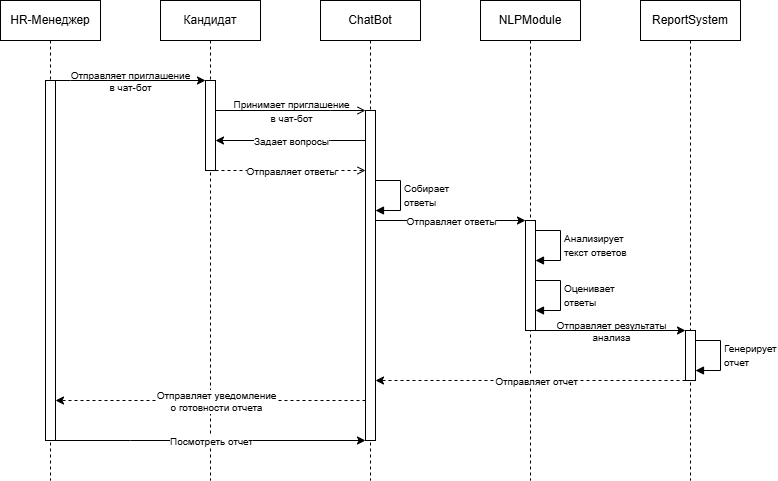 HR-Менеджер
Кандидат
ChatBot
NLPModule
ReportSystem
Отправляет приглашение
в чат-бот
Принимает приглашение
в чат-бот
Задает вопросы
Отправляет ответы
Собирает
ответы
Отправляет ответы
Анализирует
текст ответов
Оценивает
ответы
Отправляет результаты
анализа
Генерирует
отчет
Отправляет отчет
Отправляет уведомление
о готовности отчета
Посмотреть отчет